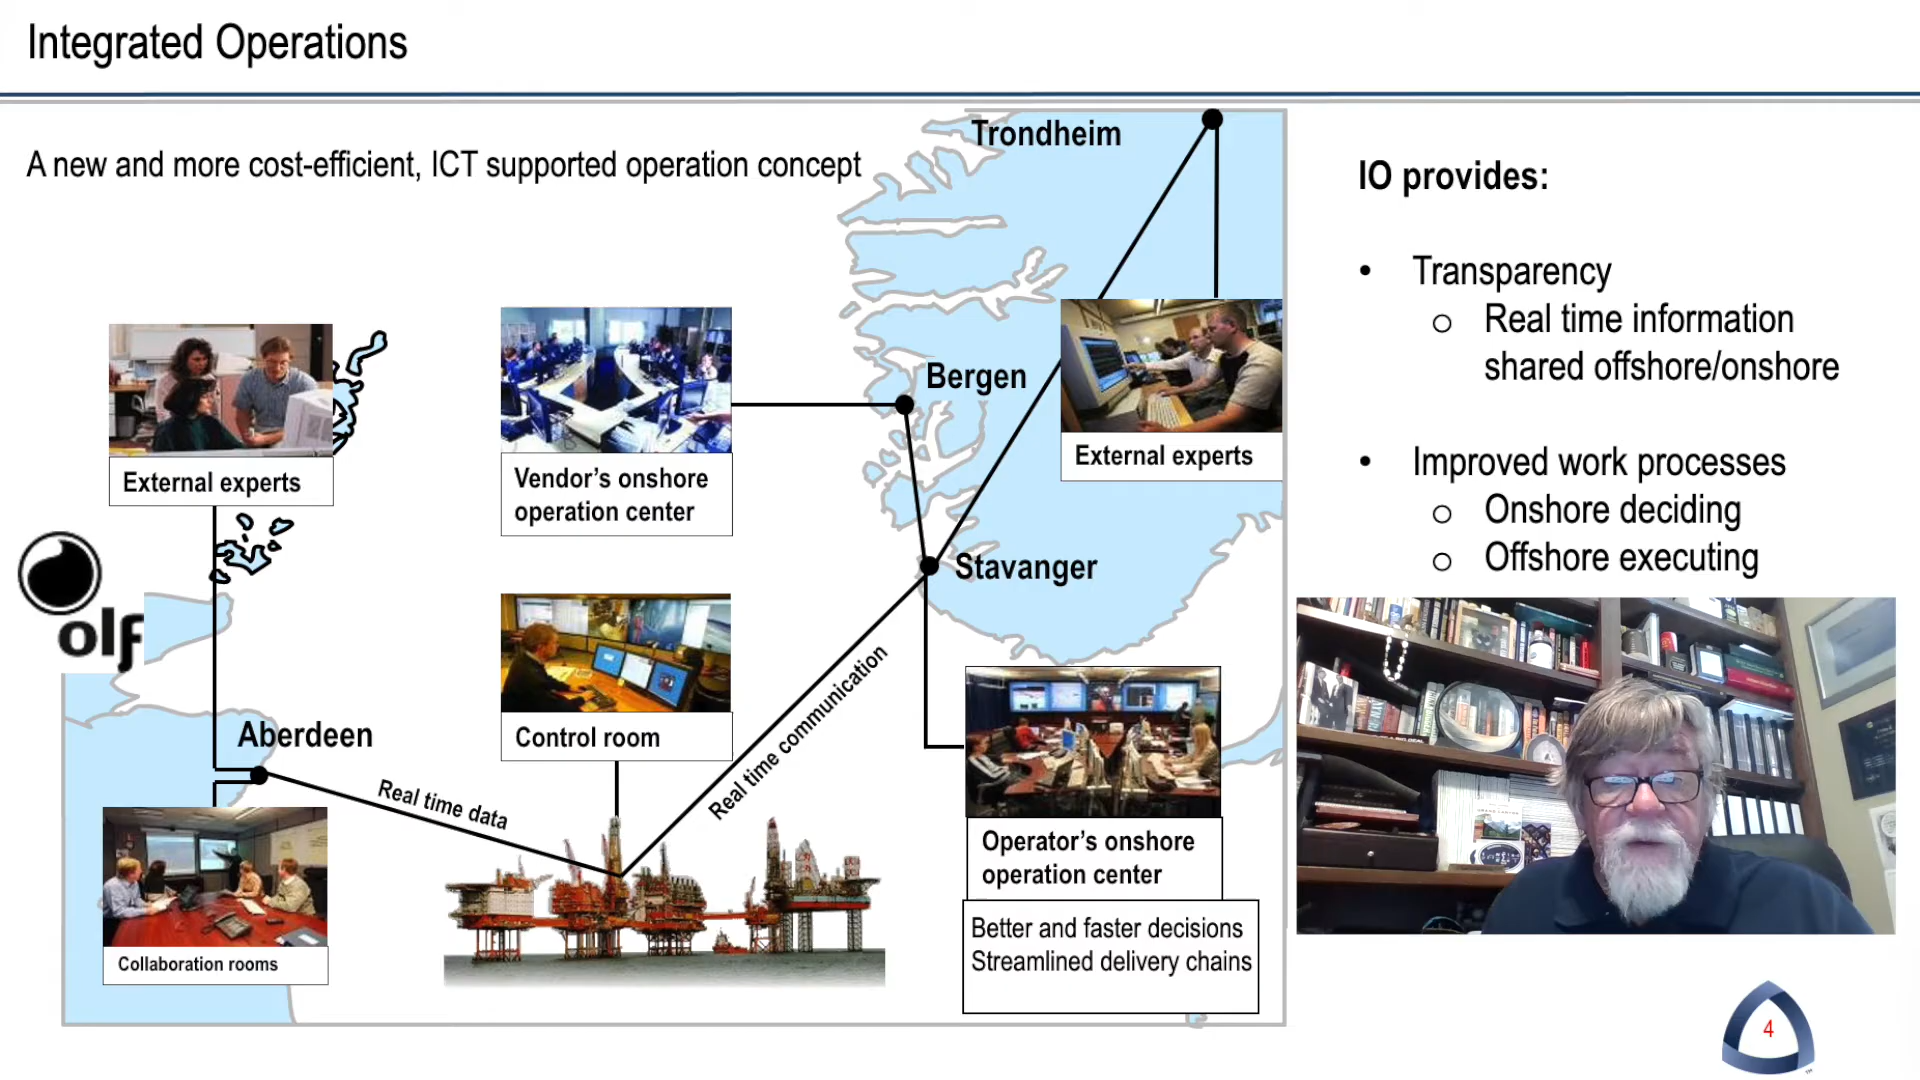 Integrated Operations
A new and more cost-efficient, ICT supported operation concept
Trondheim
IO provides:
• Transparency
o Real time information
shared offshore/onshore
• Improved work processes
o Onshore deciding
o Offshore executing
Bergen
External experts
External experts
Vendor's onshore
operation center
Stavanger
olf
Aberdeen
Control room
Real time data
Real time communication
Operator's onshore
operation center
Better and faster decisions
Streamlined delivery chains
Collaboration rooms
4